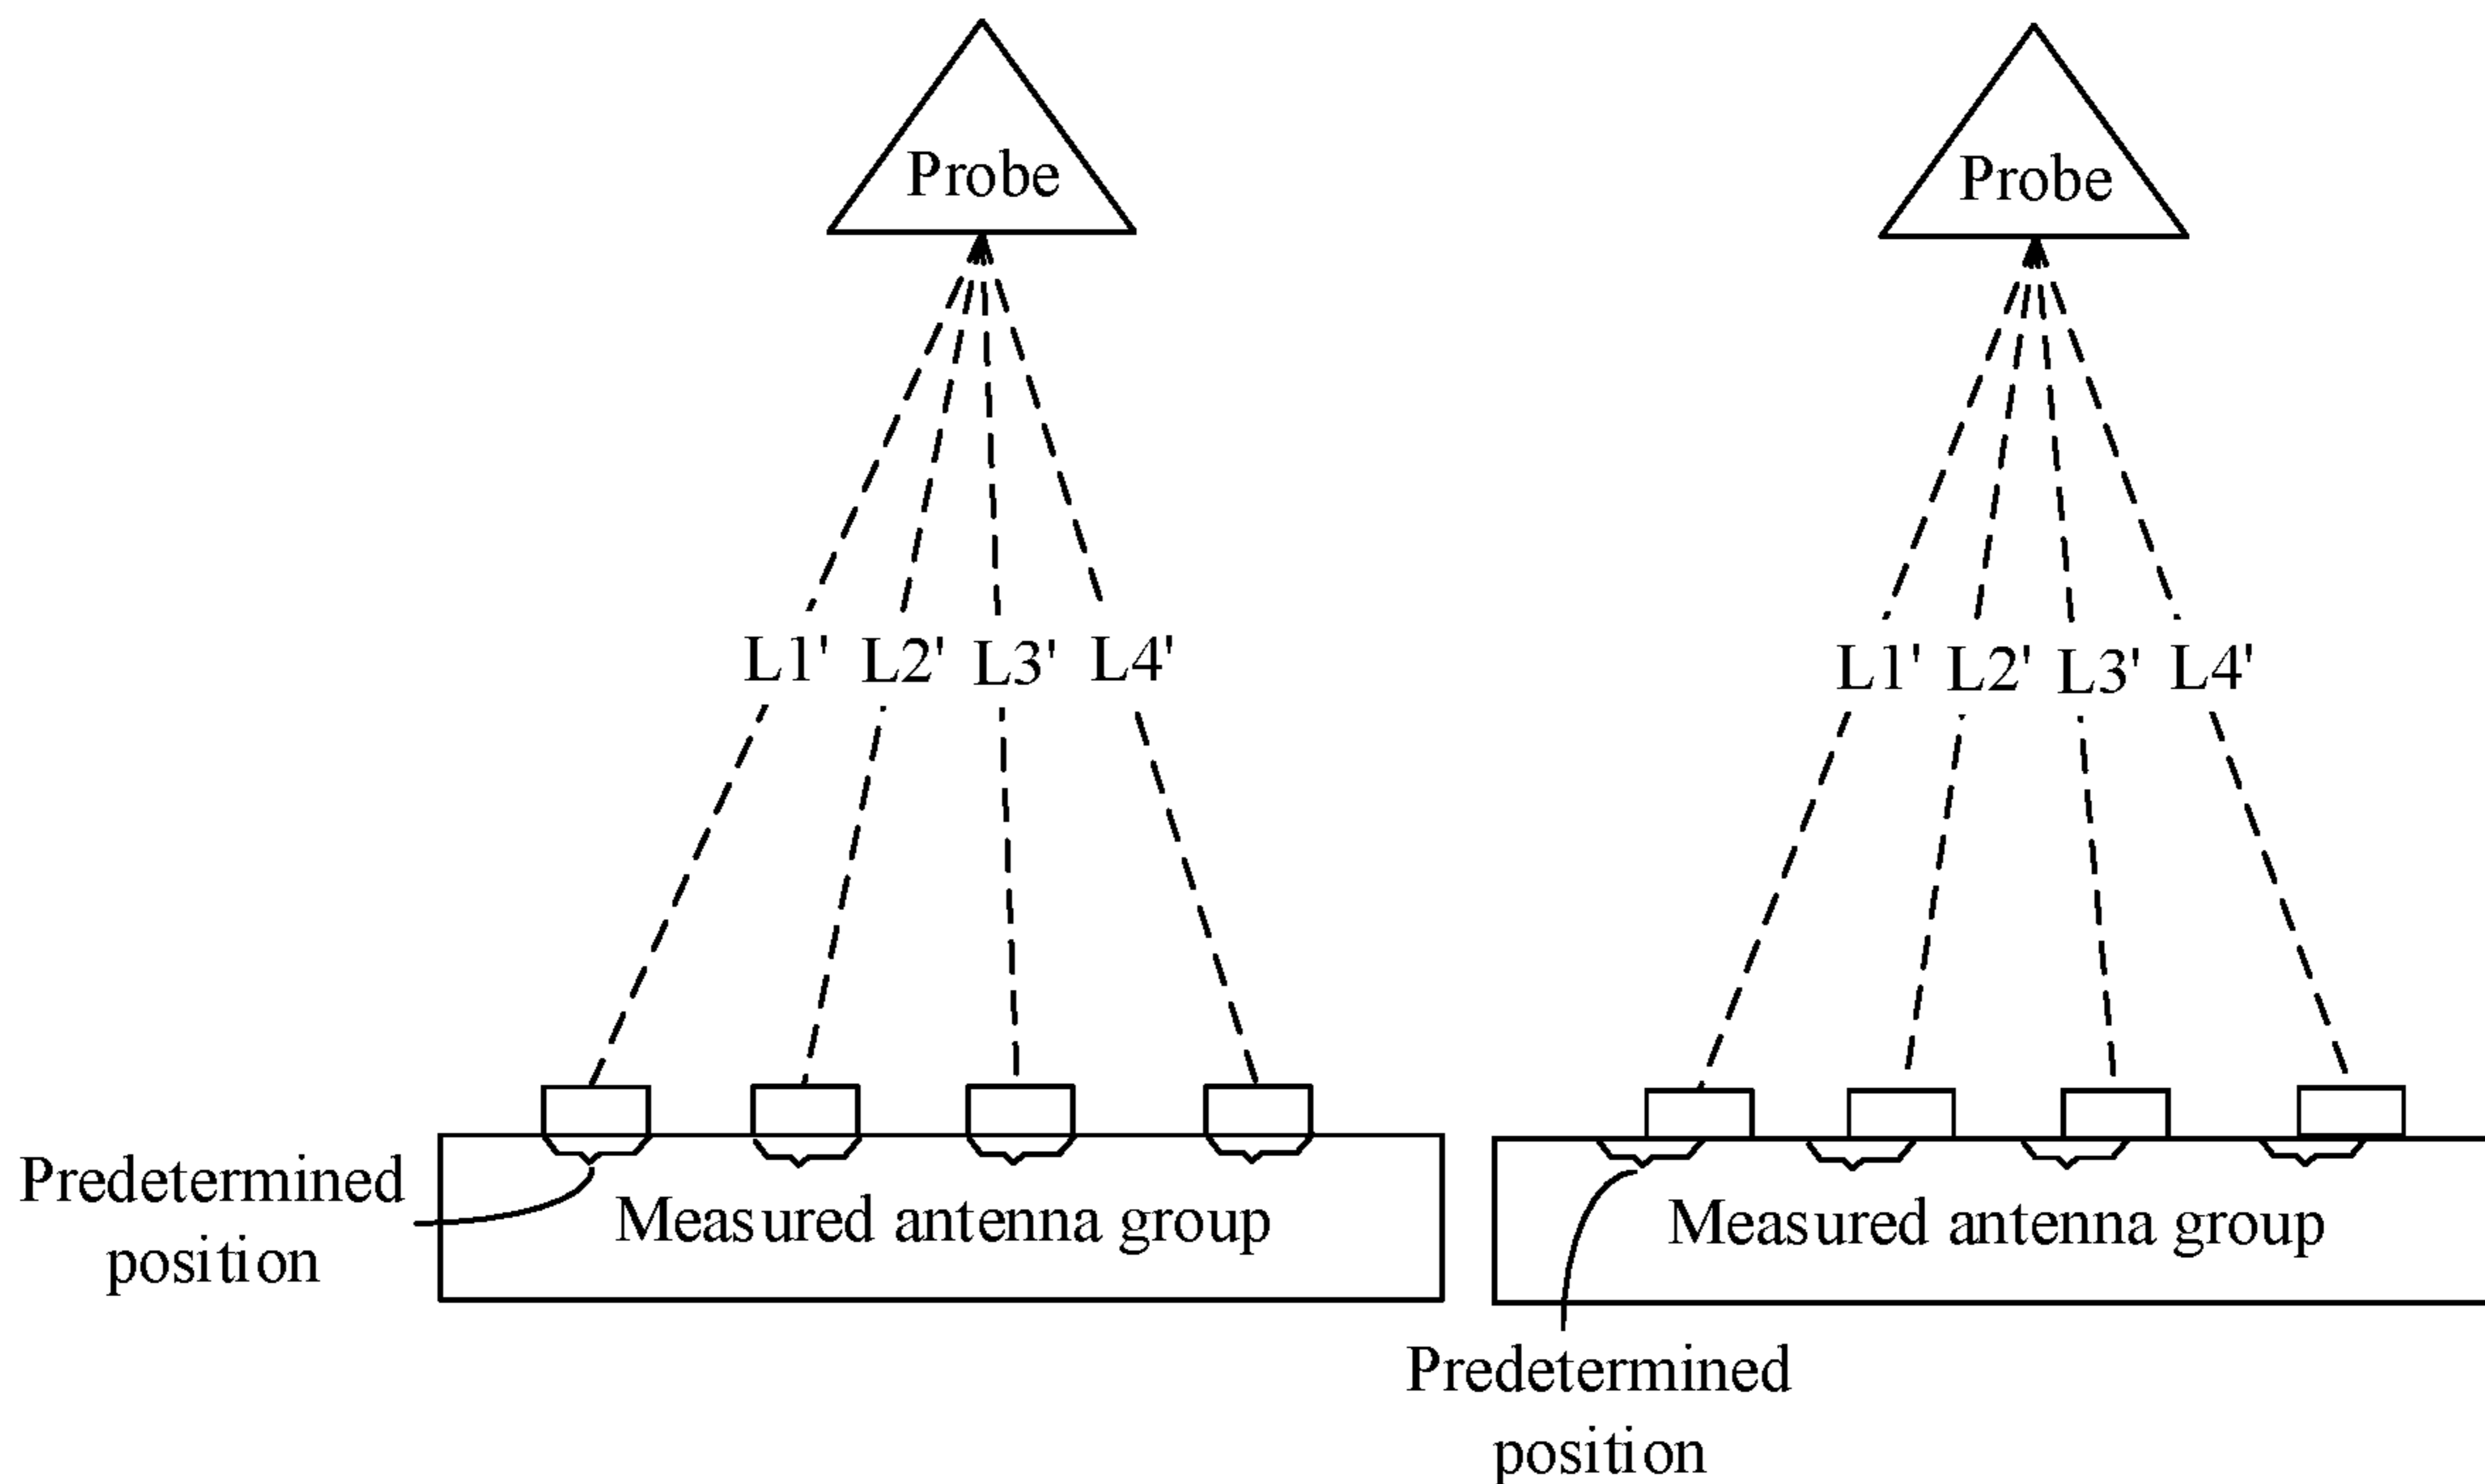 Probe
L1' L2' L3' L4'
Predetermined
position
Measured antenna group
Probe
L1' L2' L3' L4'
Measured antenna group
Predetermined
position